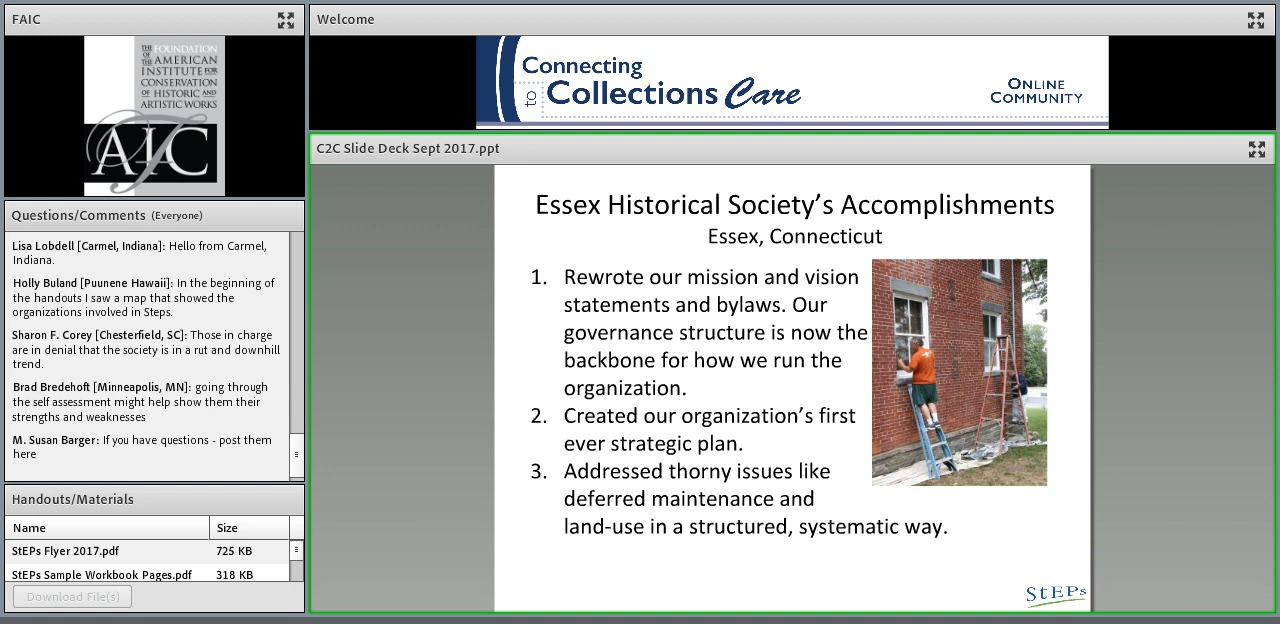 FAIC
THE FOUNDATION
OF THE AMERICAN
INSTITUTE FOR
CONSERVATION
OF HISTORIC AND
ARTISTIC WORKS
AIC
Questions/Comments (Everyone)
Lisa Lobdell [Carmel, Indiana]: Hello from Carmel,
Indiana.
Holly Buland [Puunene Hawaii]: In the beginning of
the handouts I saw a map that showed the
organizations involved in Steps.
Sharon F. Corey [Chesterfield, SC]: Those in charge
are in denial that the society is in a rut and downhill
trend.
Brad Bredehoft [Minneapolis, MN]: going through
the self assessment might help show them their
strengths and weaknesses
M. Susan Barger: If you have questions - post them
here
Handouts/Materials
Name Size
StEPs Flyer 2017.pdf 725 KB
StEPs Sample Workbook Pages.pdf 318 KB
Download File(s)
Welcome
Connecting
to Collections Care
ONLINE
COMMUNITY
C2C Slide Deck Sept 2017.ppt
Essex Historical Society’s Accomplishments
Essex, Connecticut
1. Rewrote our mission and vision
statements and bylaws. Our
governance structure is now the
backbone for how we run the
organization.
2. Created our organization’s first
ever strategic plan.
3. Addressed thorny issues like
deferred maintenance and
land-use in a structured, systematic way.
StEPs